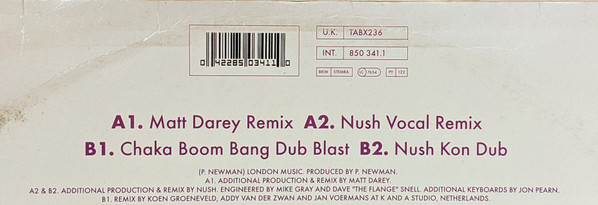 U.K. TABX236
INT. 850 341.1
BIEM STEMRA LC 7654 PY 122
0 42285 03411 0
A1. Matt Darey Remix A2. Nush Vocal Remix
B1. Chaka Boom Bang Dub Blast B2. Nush Kon Dub
(P. NEWMAN) LONDON MUSIC. PRODUCED BY P. NEWMAN.
A1. ADDITIONAL PRODUCTION & REMIX BY MATT DAREY.
A2 & B2. ADDITIONAL PRODUCTION & REMIX BY NUSH. ENGINEERED BY MIKE GRAY AND DAVE "THE FLANGE" SNELL. ADDITIONAL KEYBOARDS BY JON PEARN.
B1. REMIX BY KOEN GROENEVELD, ADDY VAN DER ZWAN AND JAN VOERMANS AT K AND A STUDIO, NETHERLANDS.